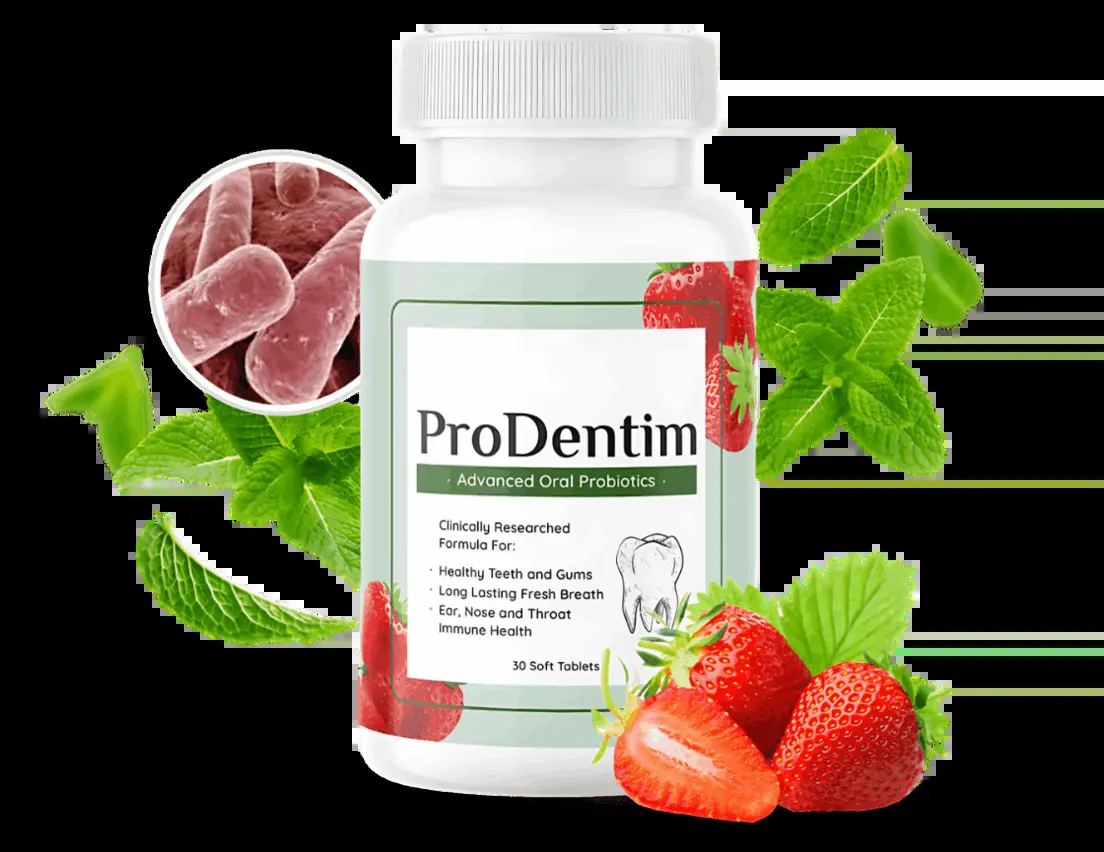 ProDentim
· Advanced Oral Probiotics ·
Clinically Researched
Formula For:
· Healthy Teeth and Gums
· Long Lasting Fresh Breath
· Ear, Nose and Throat
Immune Health
30 Soft Tablets